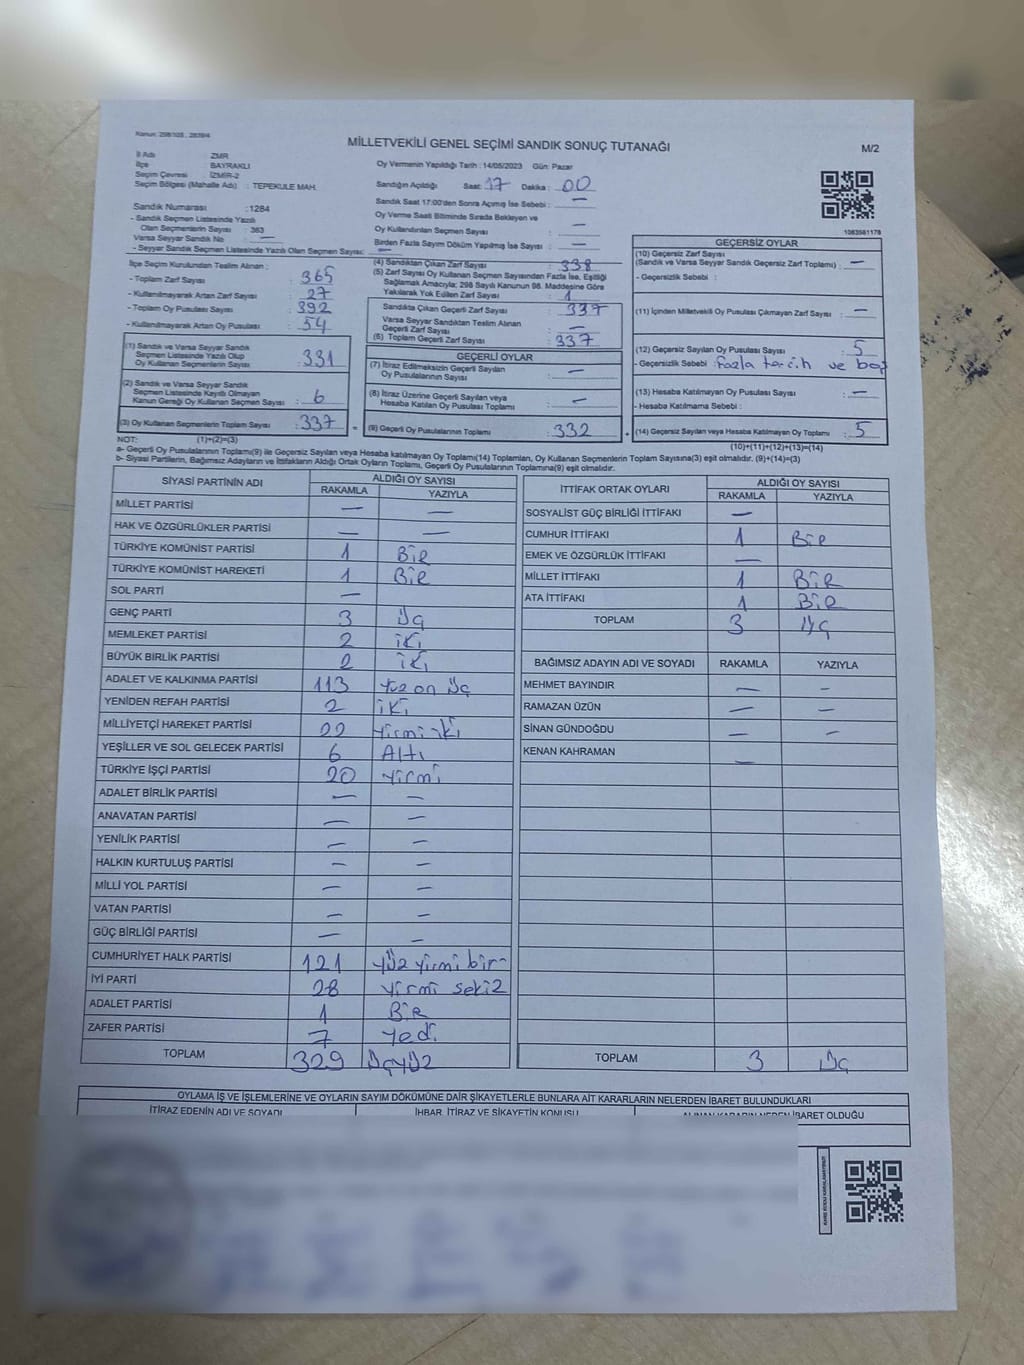 Kanun: 298/105 , 2839/4
MİLLETVEKİLİ GENEL SEÇİMİ SANDIK SONUÇ TUTANAĞI
M/2
İl Adı : ZMR
İlçe : BAYRAKLI
Seçim Çevresi : İZMİR-2
Seçim Bölgesi (Mahalle Adı) : TEPEKULE MAH.
Oy Vermenin Yapıldığı Tarih : 14/05/2023 Gün: Pazar
Sandığın Açıldığı Saat: 17 Dakika : 00
Sandık Saat 17:00'den Sonra Açımış İse Sebebi : —
Oy Verme Saati Bitiminde Sırada Bekleyen ve
Oy Kullandırılan Seçmen Sayısı : —
Birden Fazla Sayım Döküm Yapılmış İse Sayısı : —
1063581178
Sandık Numarası : 1284
- Sandık Seçmen Listesinde Yazılı
Olan Seçmenlerin Sayısı : 363
Varsa Seyyar Sandık No : —
- Seyyar Sandık Seçmen Listesinde Yazılı Olan Seçmen Sayısı: —
İlçe Seçim Kurulundan Teslim Alınan :
- Toplam Zarf Sayısı : 365
- Kullanılmayarak Artan Zarf Sayısı : 27
- Toplam Oy Pusulası Sayısı : 392
- Kullanılmayarak Artan Oy Pusulası : 54
(1) Sandık ve Varsa Seyyar Sandık
Seçmen Listesinde Yazılı Olup
Oy Kullanan Seçmenlerin Sayısı : 331
(2) Sandık ve Varsa Seyyar Sandık
Seçmen Listesinde Kayıtlı Olmayan
Kanun Gereği Oy Kullanan Seçmen Sayısı : 6
(3) Oy Kullanan Seçmenlerin Toplam Sayısı : 337
(4) Sandıktan Çıkan Zarf Sayısı : 338
(5) Zarf Sayısı Oy Kullanan Seçmen Sayısından Fazla İse, Eşitliği
Sağlamak Amacıyla; 298 Sayılı Kanunun 98. Maddesine Göre
Yakılarak Yok Edilen Zarf Sayısı : 1
Sandıkta Çıkan Geçerli Zarf Sayısı : 337
Varsa Seyyar Sandıktan Teslim Alınan
Geçerli Zarf Sayısı : —
(6) Toplam Geçerli Zarf Sayısı : 337
GEÇERLİ OYLAR
(7) İtiraz Edilmeksizin Geçerli Sayılan
Oy Pusulalarının Sayısı : —
(8) İtiraz Üzerine Geçerli Sayılan veya
Hesaba Katılan Oy Pusulası Toplamı : —
= (9) Geçerli Oy Pusulalarının Toplamı : 332
GEÇERSİZ OYLAR
(10) Geçersiz Zarf Sayısı
(Sandık ve Varsa Seyyar Sandık Geçersiz Zarf Toplamı) : —
- Geçersizlik Sebebi :
(11) İçinden Milletvekili Oy Pusulası Çıkmayan Zarf Sayısı : —
(12) Geçersiz Sayılan Oy Pusulası Sayısı : 5
- Geçersizlik Sebebi : fazla tercih ve boş
(13) Hesaba Katılmayan Oy Pusulası Sayısı : —
- Hesaba Katılmama Sebebi :
+ (14) Geçersiz Sayılan veya Hesaba Katılmayan Oy Toplamı : 5
NOT: (1)+(2)=(3)
(10)+(11)+(12)+(13)=(14)
a- Geçerli Oy Pusulalarının Toplamı(9) ile Geçersiz Sayılan veya Hesaba Katılmayan Oy Toplamı(14) Toplamları, Oy Kullanan Seçmenlerin Toplam Sayısına(3) eşit olmalıdır. (9)+(14)=(3)
b- Siyasi Partilerin, Bağımsız Adayların ve İttifakların Aldığı Ortak Oyların Toplamı, Geçerli Oy Pusulalarının Toplamına(9) eşit olmalıdır.
SİYASİ PARTİNİN ADI ALDIĞI OY SAYISI
RAKAMLA YAZIYLA
MİLLET PARTİSİ — —
HAK VE ÖZGÜRLÜKLER PARTİSİ — —
TÜRKİYE KOMÜNİST PARTİSİ 1 Bir
TÜRKİYE KOMÜNİST HAREKETİ 1 Bir
SOL PARTİ —
GENÇ PARTİ 3 Üç
MEMLEKET PARTİSİ 2 iki
BÜYÜK BİRLİK PARTİSİ 2 iki
ADALET VE KALKINMA PARTİSİ 113 yüz on üç
YENİDEN REFAH PARTİSİ 2 iki
MİLLİYETÇİ HAREKET PARTİSİ 22 yirmi iki
YEŞİLLER VE SOL GELECEK PARTİSİ 6 Altı
TÜRKİYE İŞÇİ PARTİSİ 20 yirmi
ADALET BİRLİK PARTİSİ — —
ANAVATAN PARTİSİ — —
YENİLİK PARTİSİ — —
HALKIN KURTULUŞ PARTİSİ — —
MİLLİ YOL PARTİSİ — —
VATAN PARTİSİ — —
GÜÇ BİRLİĞİ PARTİSİ — —
CUMHURİYET HALK PARTİSİ 121 yüz yirmi bir
İYİ PARTİ 28 yirmi sekiz
ADALET PARTİSİ 1 Bir
ZAFER PARTİSİ 7 yedi
TOPLAM 329 üçyüz
İTTİFAK ORTAK OYLARI ALDIĞI OY SAYISI
RAKAMLA YAZIYLA
SOSYALİST GÜÇ BİRLİĞİ İTTİFAKI —
CUMHUR İTTİFAKI 1 Bir
EMEK VE ÖZGÜRLÜK İTTİFAKI —
MİLLET İTTİFAKI 1 Bir
ATA İTTİFAKI 1 Bir
TOPLAM 3 Üç
BAĞIMSIZ ADAYIN ADI VE SOYADI RAKAMLA YAZIYLA
MEHMET BAYINDIR — —
RAMAZAN ÜZÜN — —
SİNAN GÜNDOĞDU — —
KENAN KAHRAMAN —
TOPLAM 3 Üç
OYLAMA İŞ VE İŞLEMLERİNE VE OYLARIN SAYIM DÖKÜMÜNE DAİR ŞİKAYETLERLE BUNLARA AİT KARARLARIN NELERDEN İBARET BULUNDUKLARI
İTİRAZ EDENİN ADI VE SOYADI İHBAR, İTİRAZ VE ŞİKAYETİN KONUSU ALINAN KARARIN NEDEN İBARET OLDUĞU